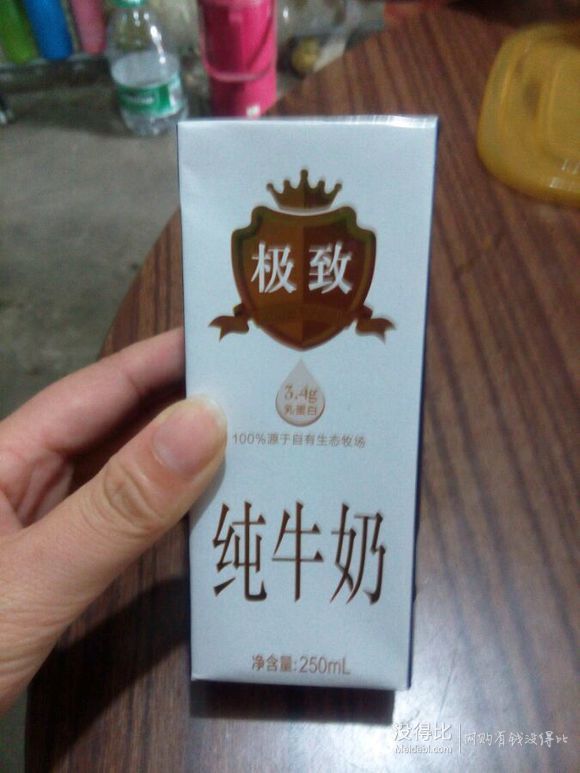 极致
3.4g
乳蛋白
100%源于自有生态牧场
纯牛奶
净含量:250mL
没得比
Meidebi.com
网购有钱没得比